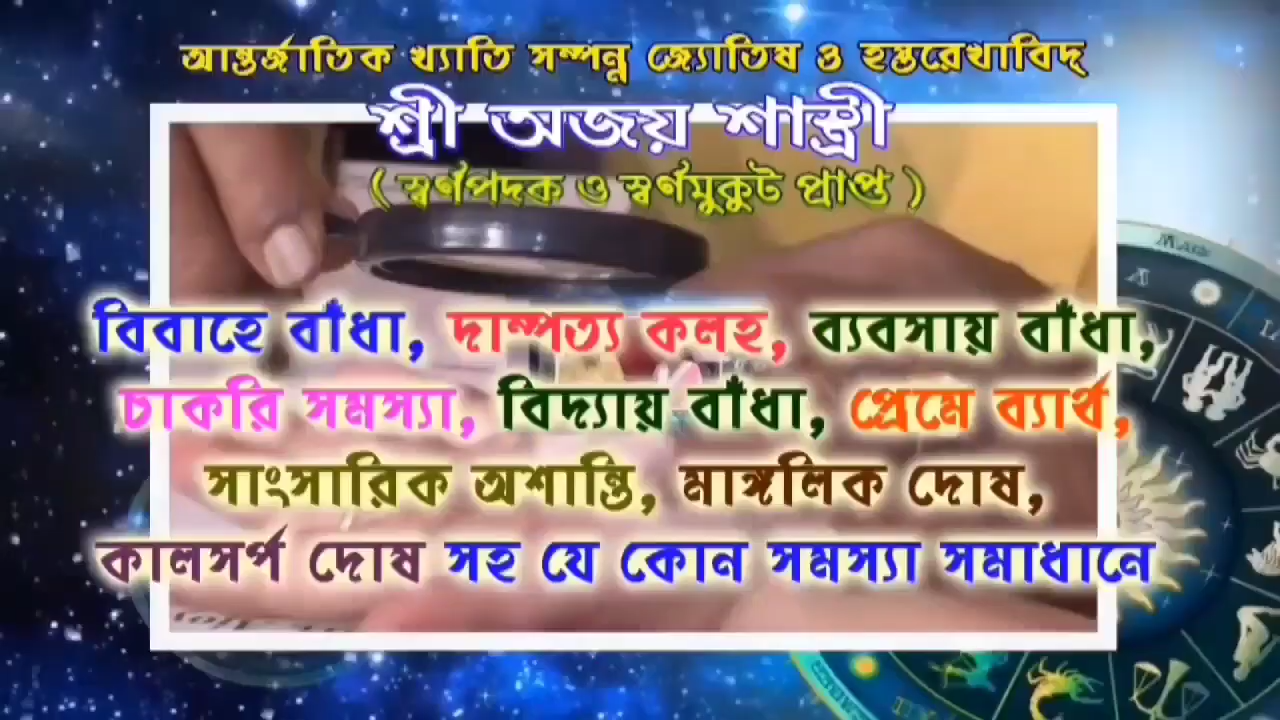 আন্তর্জাতিক খ্যাতি সম্পন্ন জ্যোতিষ ও হস্তরেখাবিদ্
শ্রী অজয় শাস্ত্রী
( স্বর্ণপদক ও স্বর্ণমুকুট প্রাপ্ত )
বিবাহে বাঁধা, দাম্পত্য কলহ, ব্যবসায় বাঁধা,
চাকরি সমস্যা, বিদ্যায় বাঁধা, প্রেমে ব্যার্থ,
সাংসারিক অশান্তি, মাঙ্গলিক দোষ,
কালসর্প দোষ সহ যে কোন সমস্যা সমাধানে